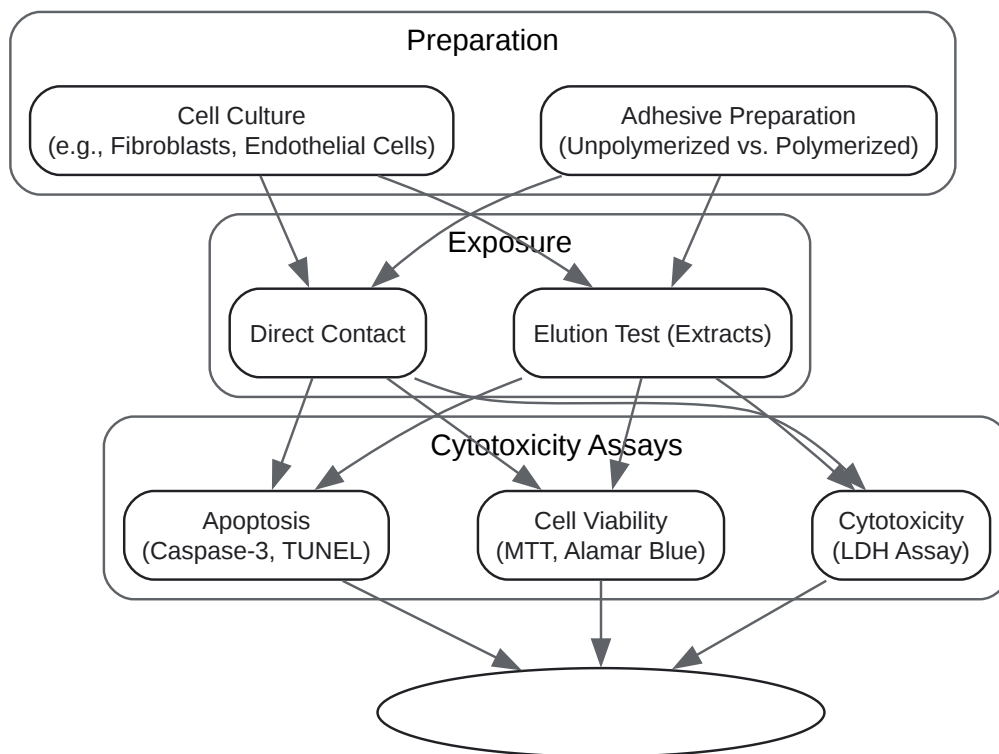 Preparation
Cell Culture
(e.g., Fibroblasts, Endothelial Cells)
Adhesive Preparation
(Unpolymerized vs. Polymerized)
Exposure
Direct Contact
Elution Test (Extracts)
Cytotoxicity Assays
Apoptosis
(Caspase-3, TUNEL)
Cell Viability
(MTT, Alamar Blue)
Cytotoxicity
(LDH Assay)